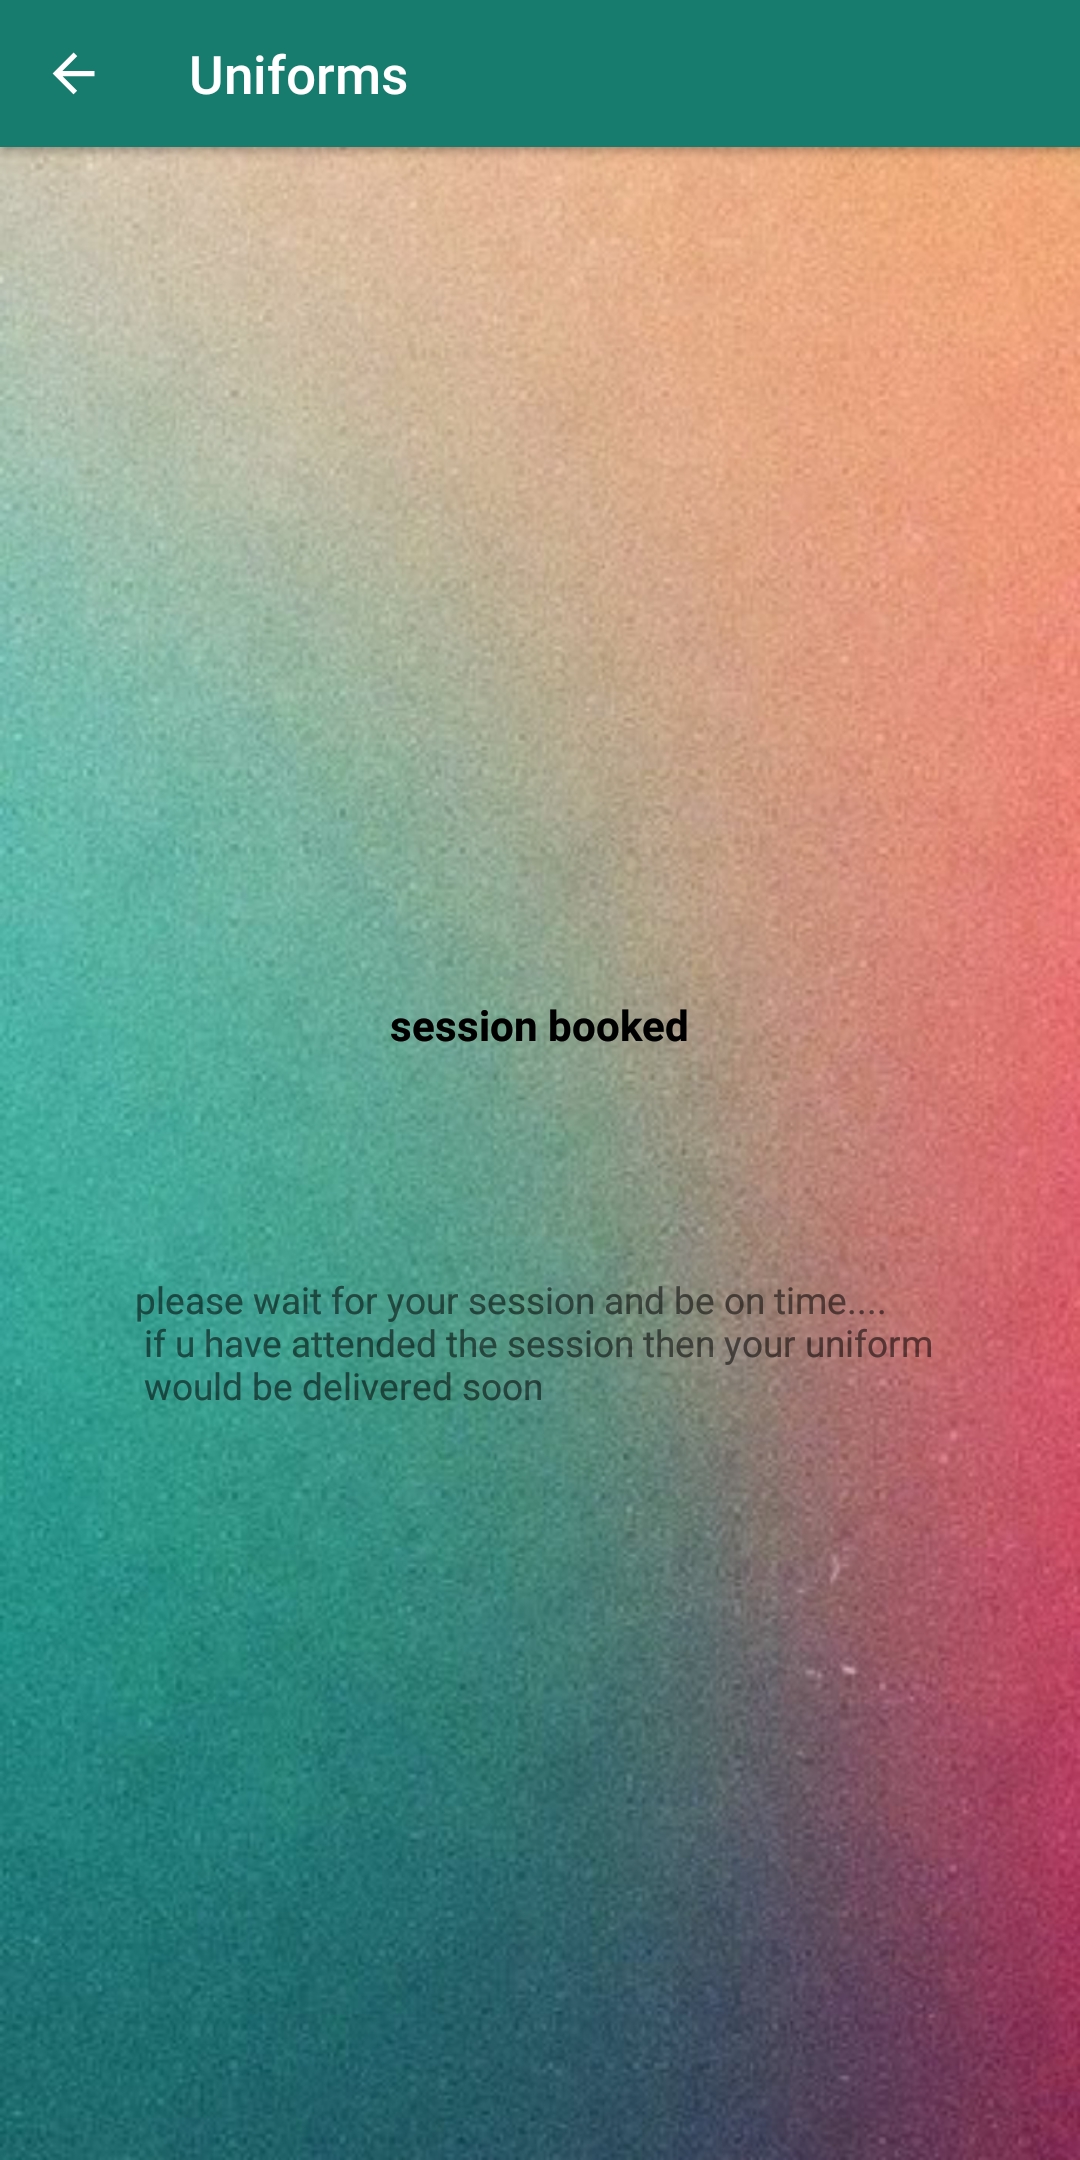 Uniforms
session booked
please wait for your session and be on time....
if u have attended the session then your uniform
would be delivered soon